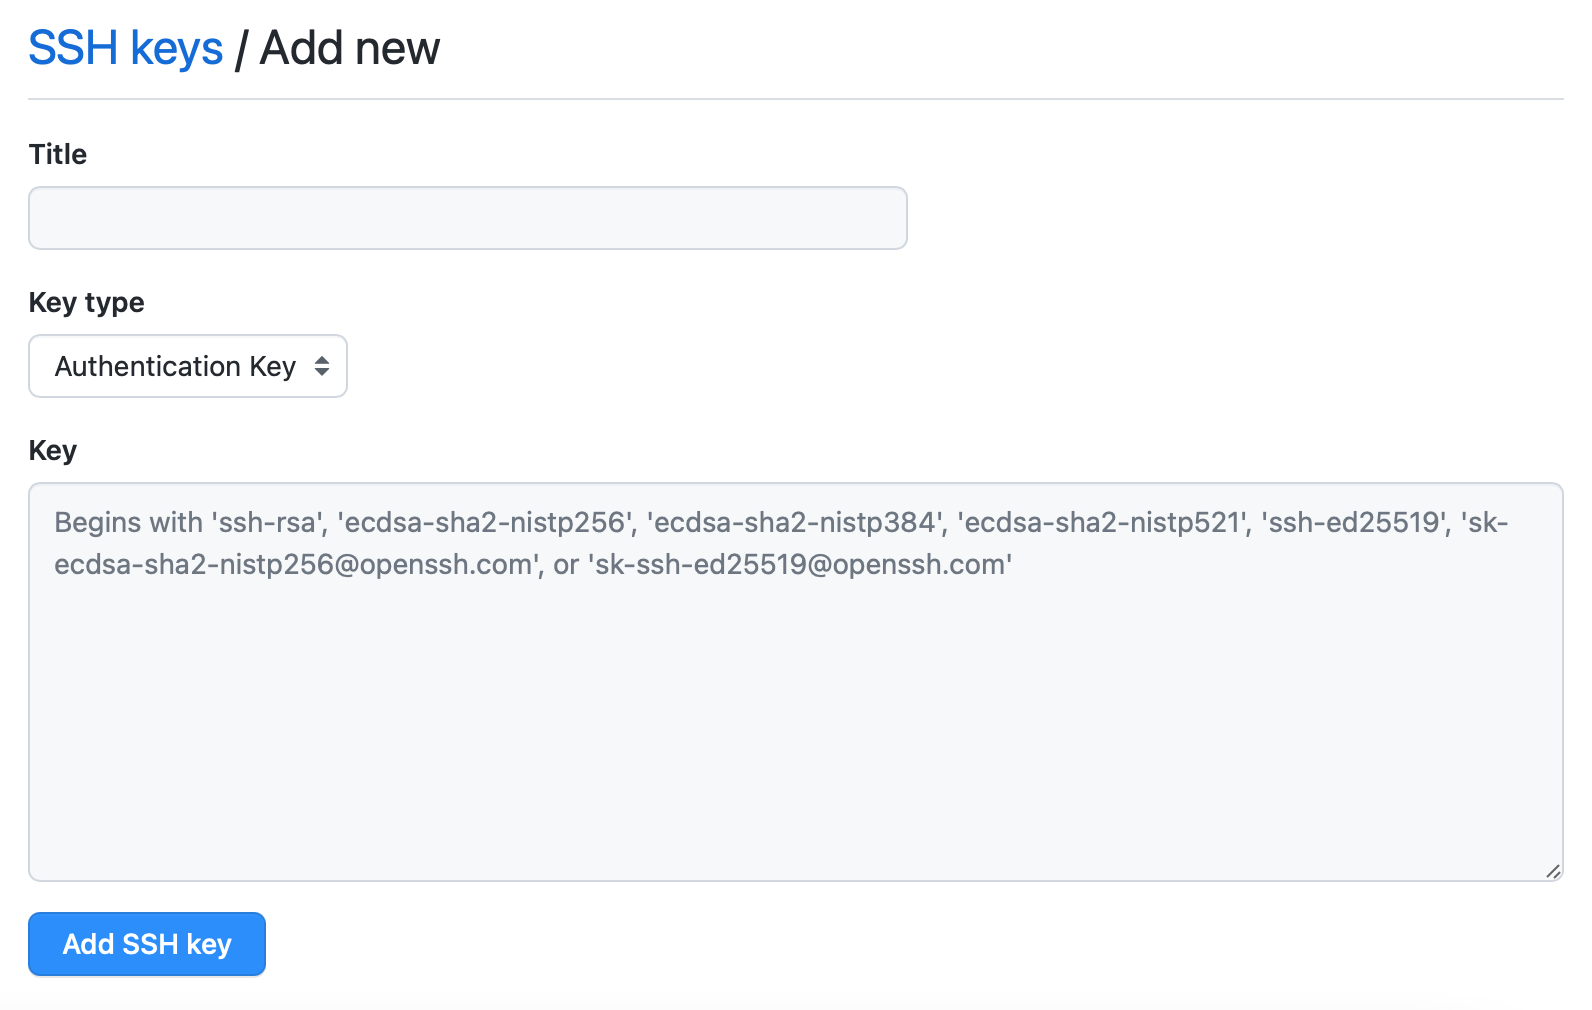 SSH keys / Add new
Title
Key type
Authentication Key
Key
Begins with 'ssh-rsa', 'ecdsa-sha2-nistp256', 'ecdsa-sha2-nistp384', 'ecdsa-sha2-nistp521', 'ssh-ed25519', 'sk-
ecdsa-sha2-nistp256@openssh.com', or 'sk-ssh-ed25519@openssh.com'
Add SSH key